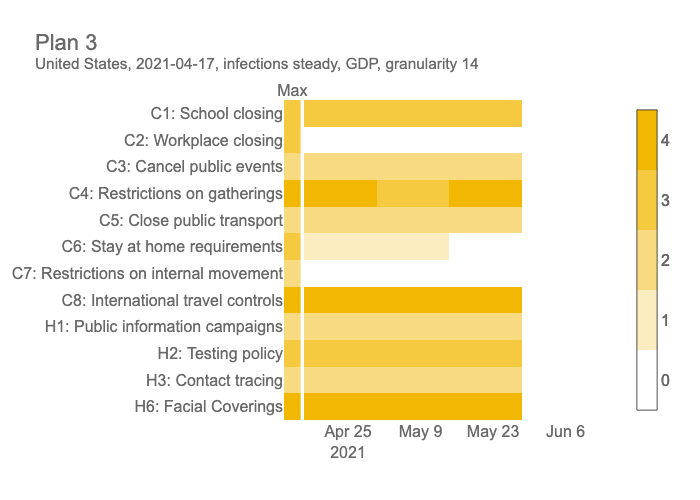 Plan 3
United States, 2021-04-17, infections steady, GDP, granularity 14
Max
C1: School closing
C2: Workplace closing
C3: Cancel public events
C4: Restrictions on gatherings
C5: Close public transport
C6: Stay at home requirements
C7: Restrictions on internal movement
C8: International travel controls
H1: Public information campaigns
H2: Testing policy
H3: Contact tracing
H6: Facial Coverings
Apr 25 May 9 May 23 Jun 6
2021
4
3
2
1
0